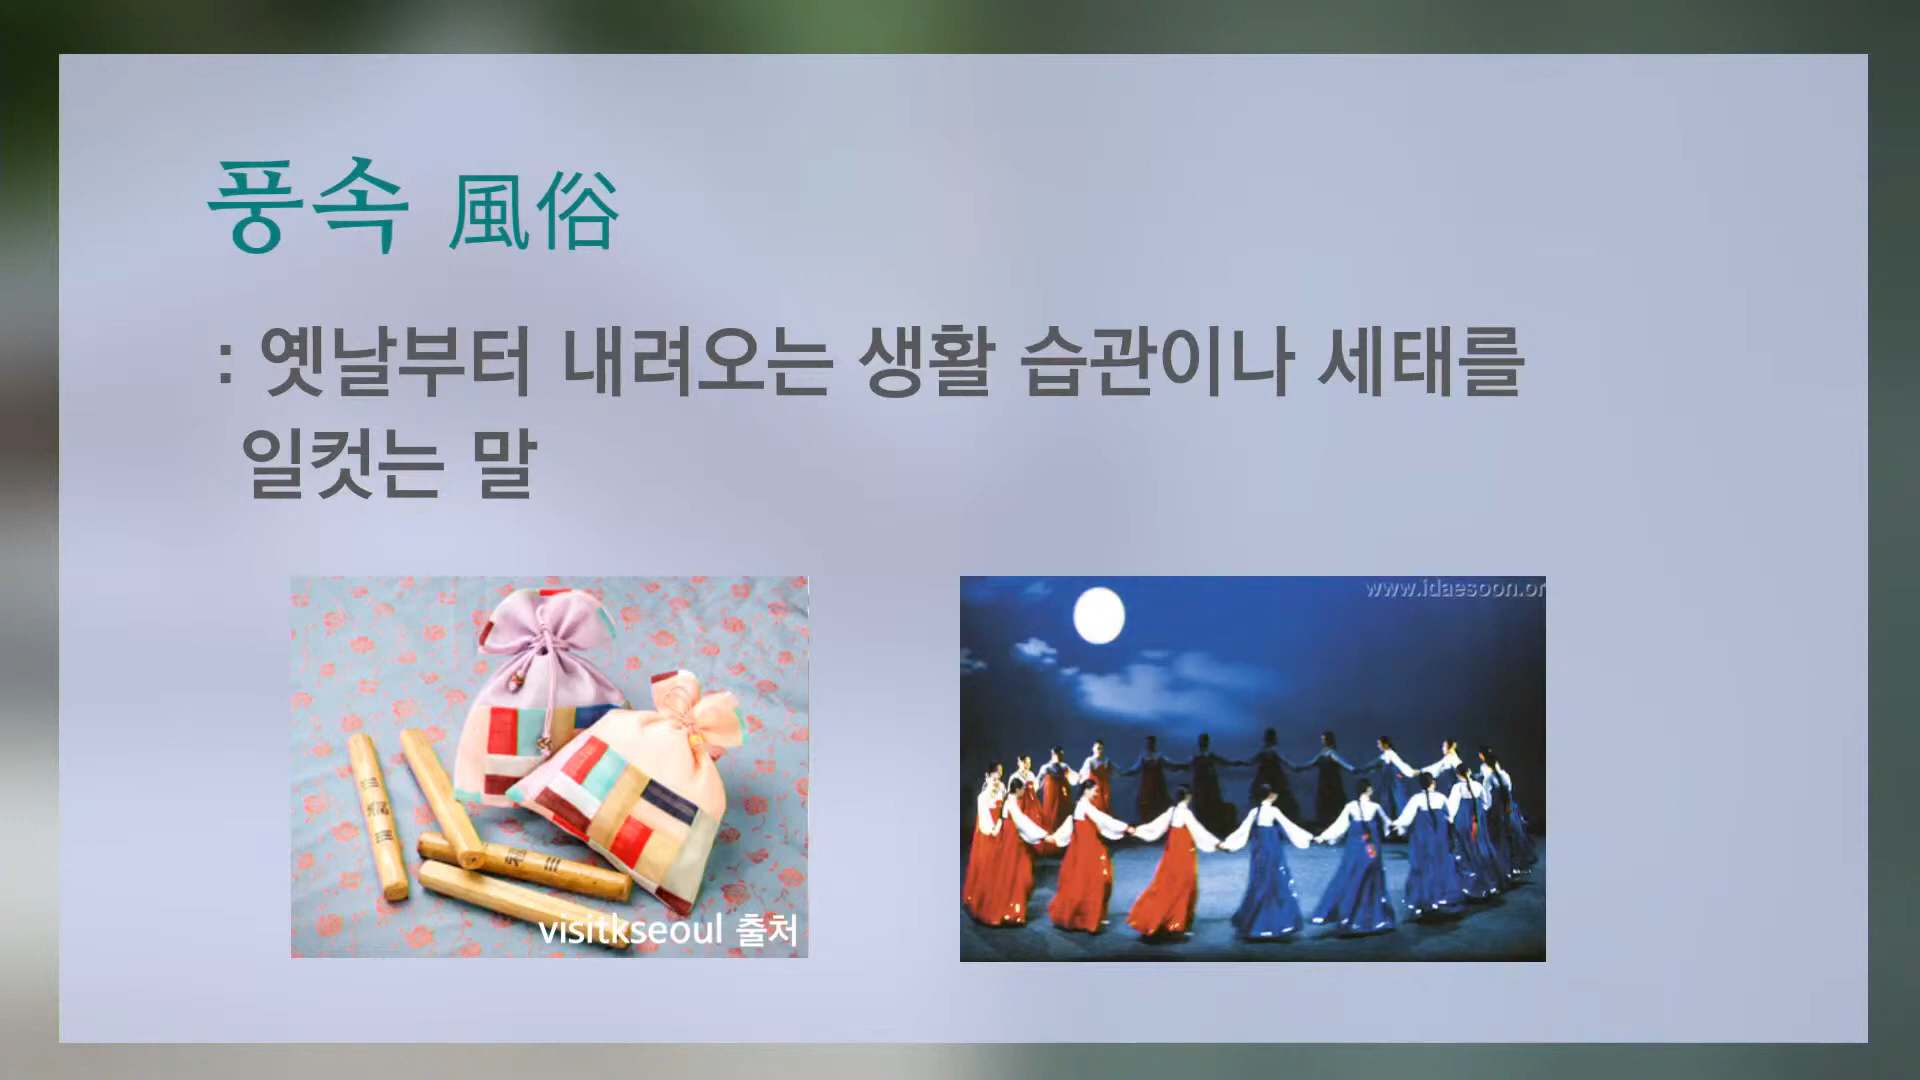 풍속 風俗
: 옛날부터 내려오는 생활 습관이나 세태를
일컷는 말
www.idaesoon.or
visitkseoul 출처